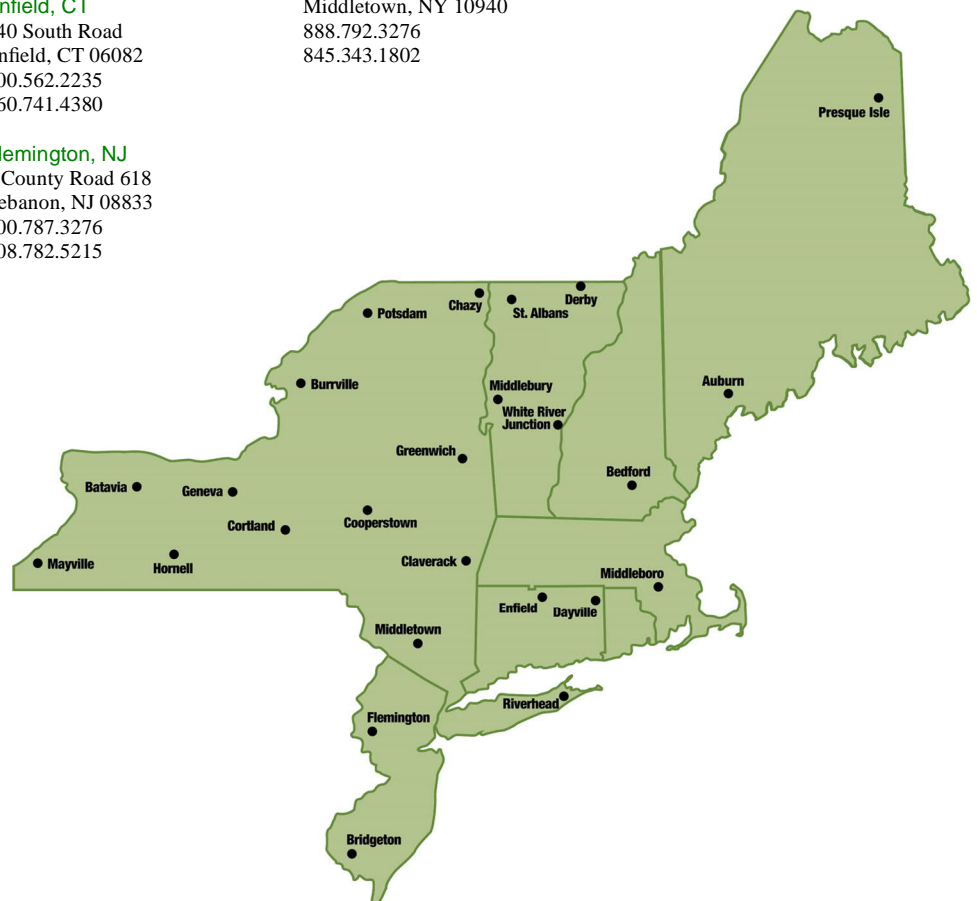 nfield, CT
40 South Road
nfield, CT 06082
00.562.2235
60.741.4380
lemington, NJ
County Road 618
ebanon, NJ 08833
00.787.3276
08.782.5215
Middletown, NY 10940
888.792.3276
845.343.1802
Presque Isle
Chazy
St. Albans
Derby
Potsdam
Burrville
Middlebury
White River
Junction
Auburn
Greenwich
Bedford
Batavia
Geneva
Cortland
Cooperstown
Mayville
Hornell
Claverack
Middleboro
Enfield
Dayville
Middletown
Riverhead
Flemington
Bridgeton